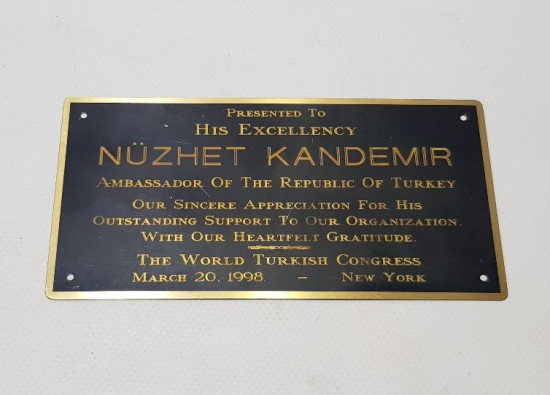 Presented To
His Excellency
NÜZHET KANDEMIR
Ambassador Of The Republic Of Turkey
Our Sincere Appreciation For His
Outstanding Support To Our Organization.
With Our Heartfelt Gratitude.
The World Turkish Congress
March 20, 1998 – New York